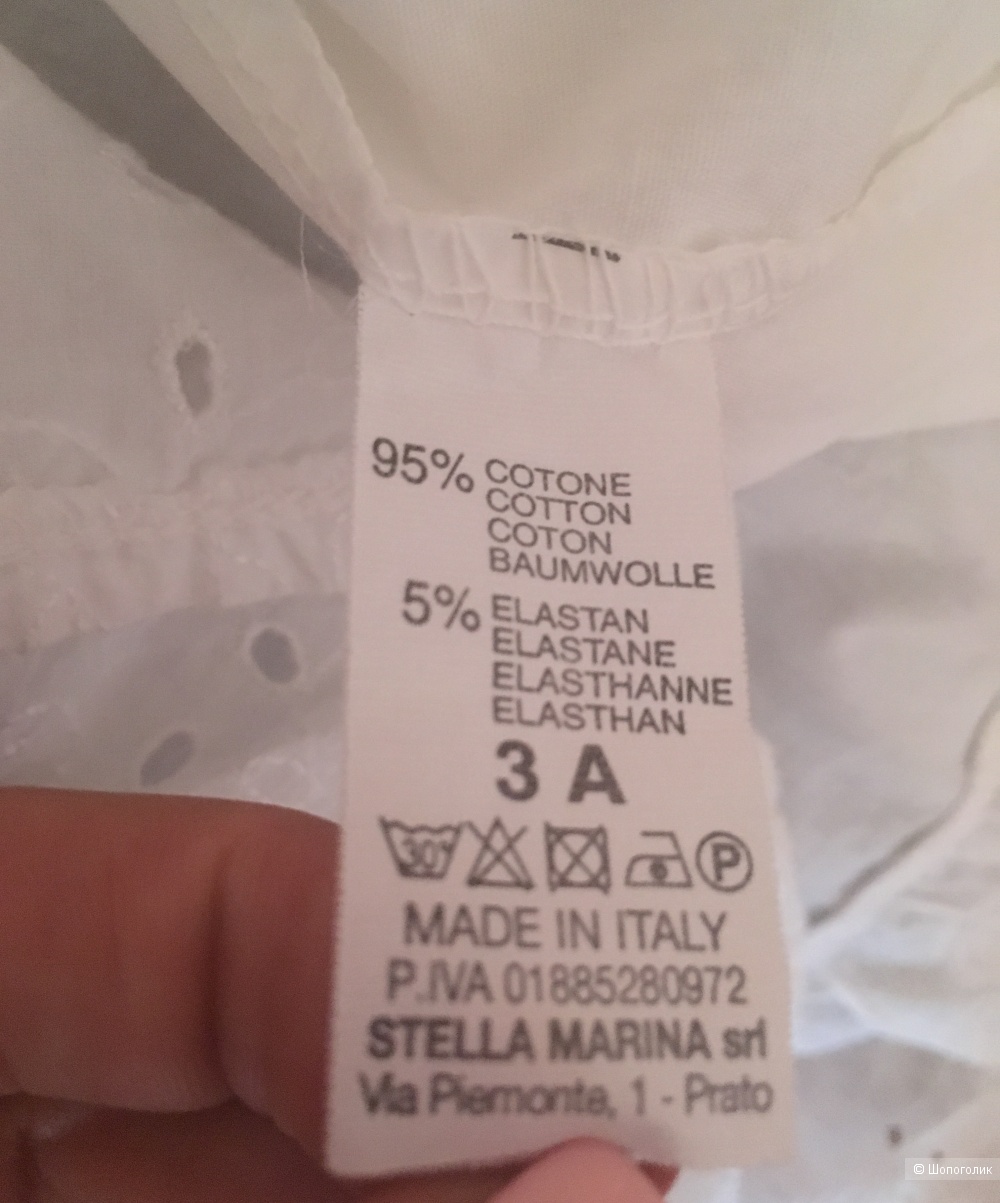 95% COTONE
COTTON
COTON
BAUMWOLLE
5% ELASTAN
ELASTANE
ELASTHANNE
ELASTHAN
3 A
30° P
MADE IN ITALY
P.IVA 01885280972
STELLA MARINA srl
Via Piemonte, 1 - Prato
© Шопоголик